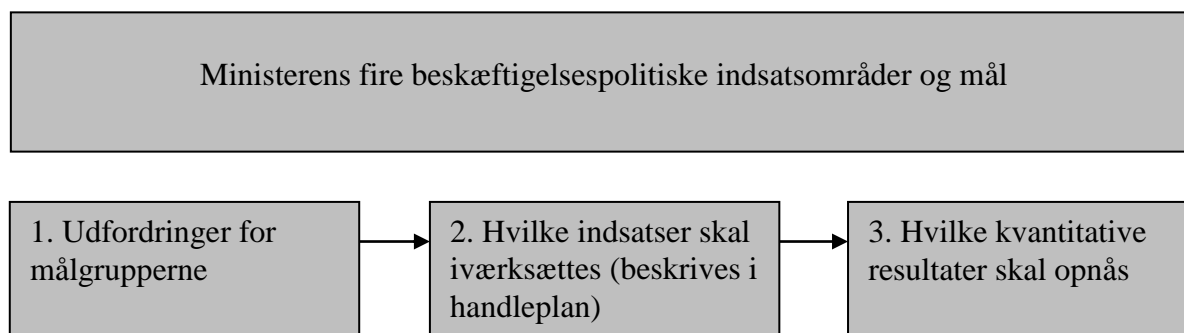 Ministerens fire beskæftigelsespolitiske indsatsområder og mål
1. Udfordringer for
målgrupperne
2. Hvilke indsatser skal
iværksættes (beskrives i
handleplan)
3. Hvilke kvantitative
resultater skal opnås